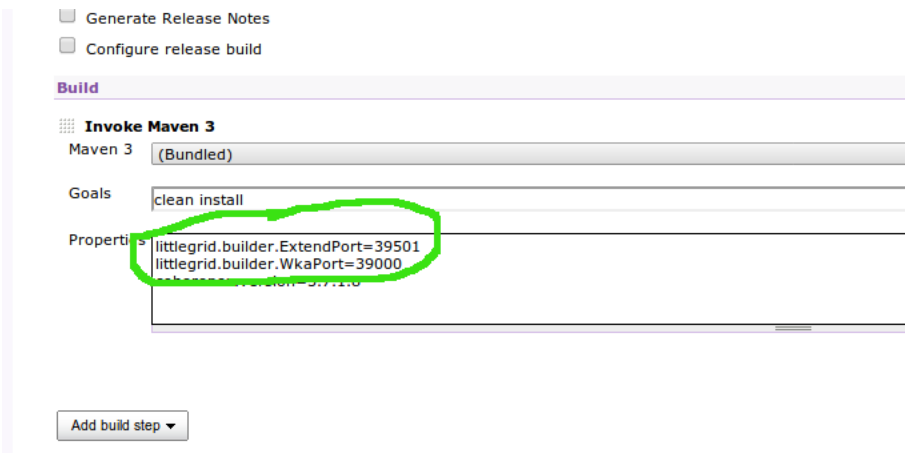 Generate Release Notes
Configure release build
Build
Invoke Maven 3
Maven 3 (Bundled)
Goals clean install
Properties littlegrid.builder.ExtendPort=39501
littlegrid.builder.WkaPort=39000
Add build step